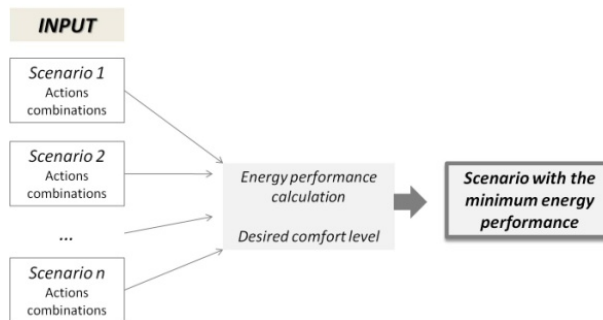 INPUT
Scenario 1
Actions
combinations
Scenario 2
Actions
combinations
...
Scenario n
Actions
combinations
Energy performance
calculation
Desired comfort level
Scenario with the
minimum energy
performance